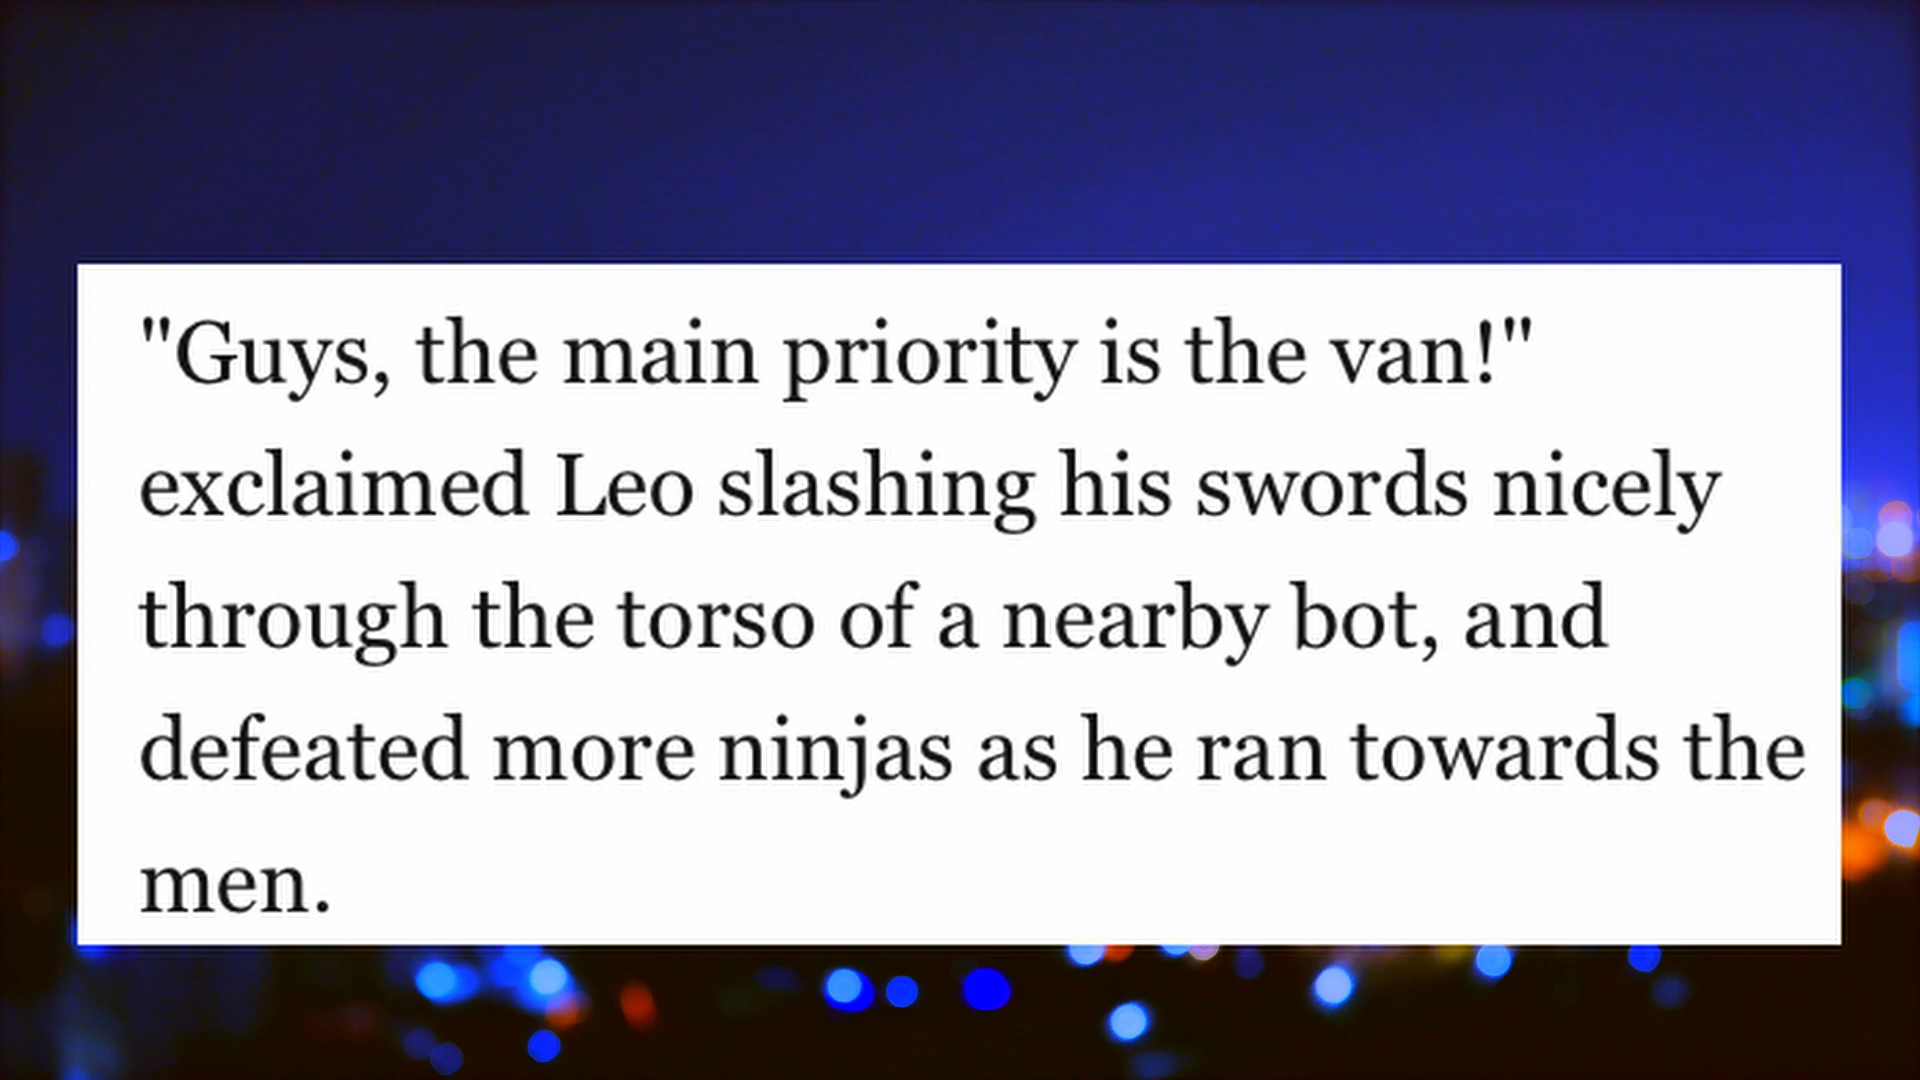 "Guys, the main priority is the van!"
exclaimed Leo slashing his swords nicely
through the torso of a nearby bot, and
defeated more ninjas as he ran towards the
men.